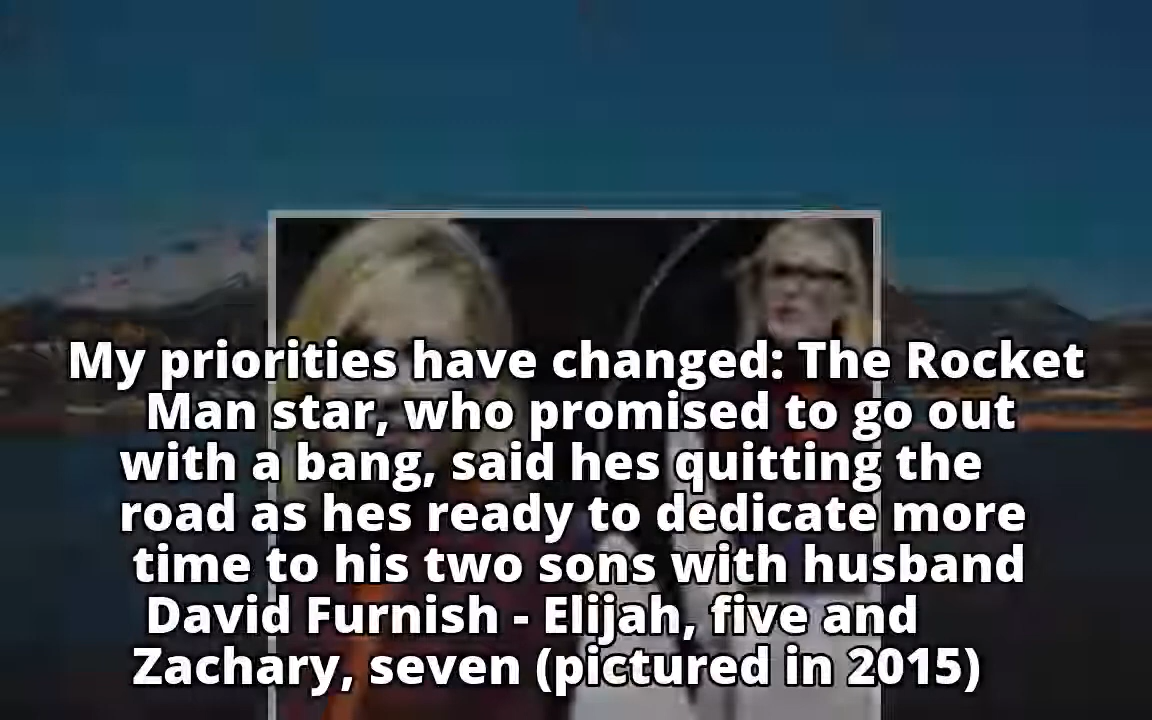 My priorities have changed: The Rocket
Man star, who promised to go out
with a bang, said hes quitting the
road as hes ready to dedicate more
time to his two sons with husband
David Furnish - Elijah, five and
Zachary, seven (pictured in 2015)